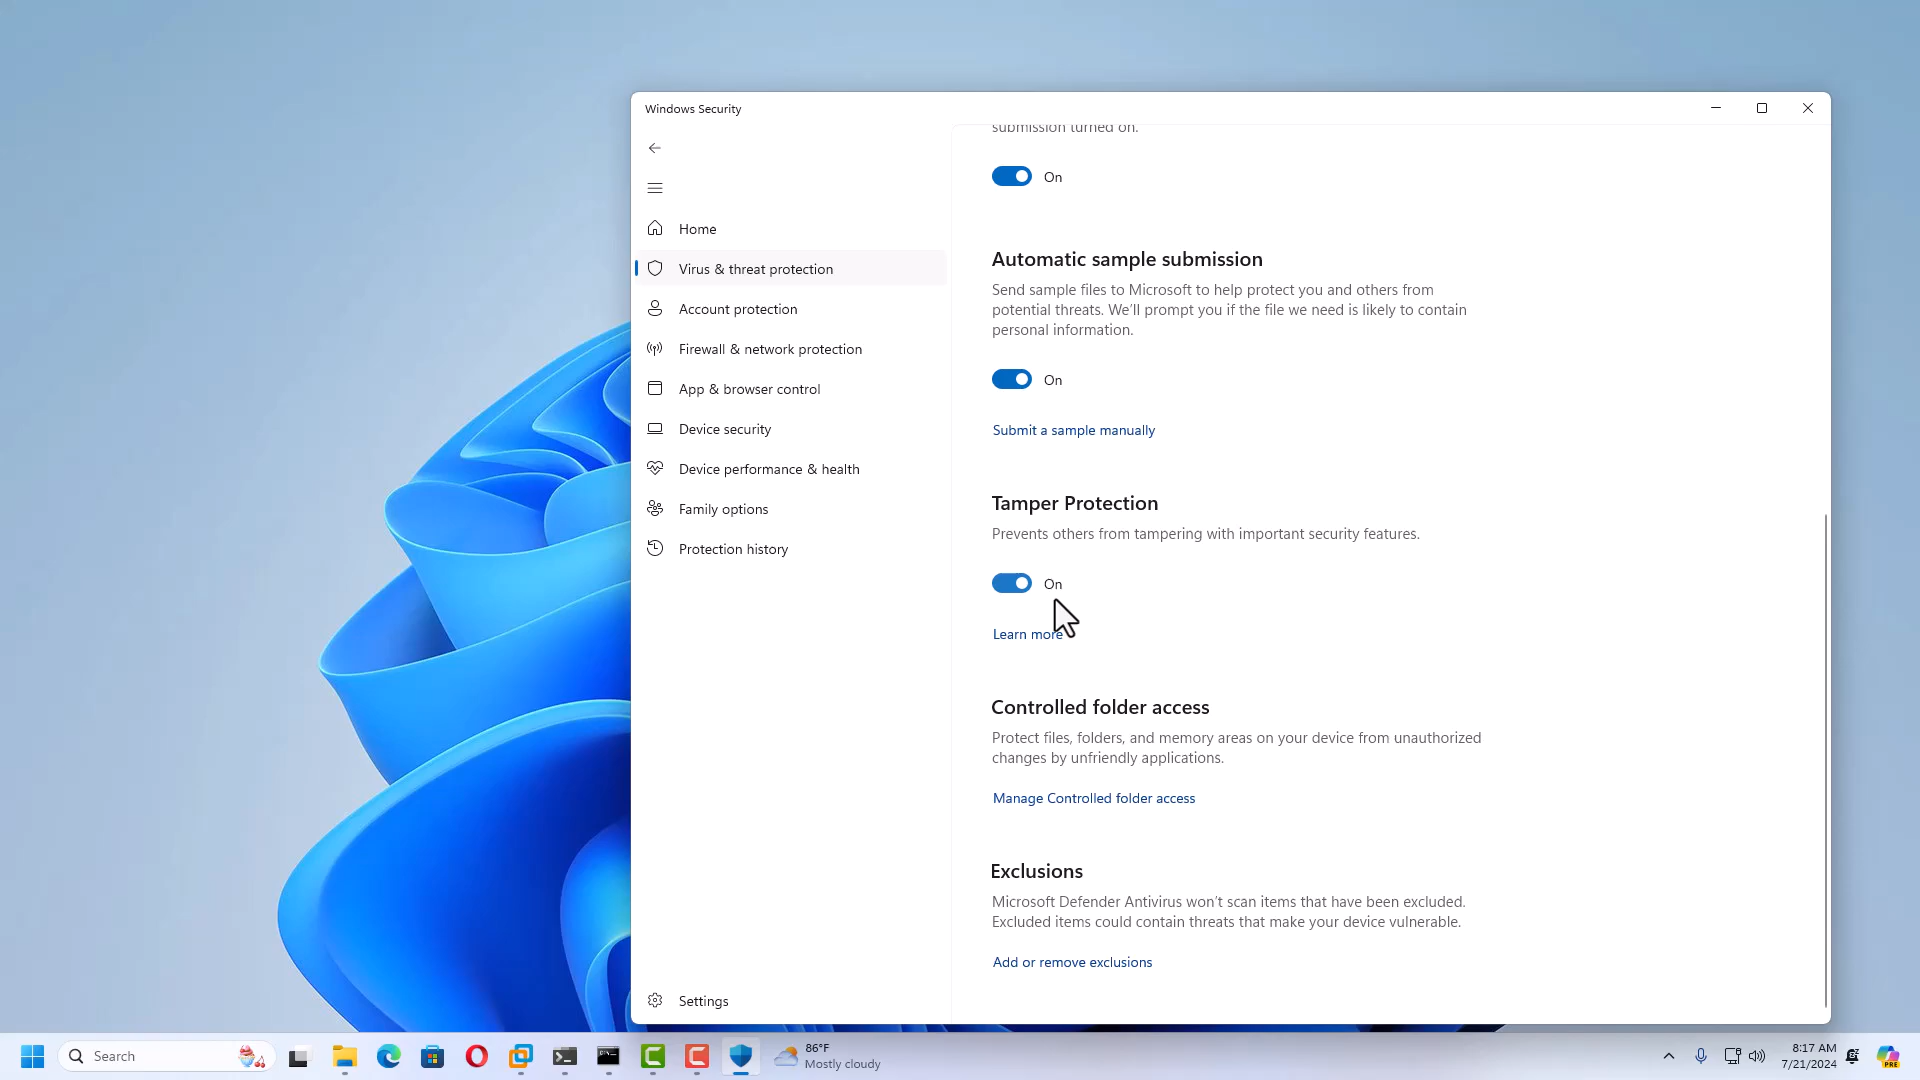 Windows Security
submission turned on.
On
Home
Virus & threat protection
Account protection
Firewall & network protection
App & browser control
Device security
Device performance & health
Family options
Protection history
Settings
Automatic sample submission
Send sample files to Microsoft to help protect you and others from
potential threats. We’ll prompt you if the file we need is likely to contain
personal information.
On
Submit a sample manually
Tamper Protection
Prevents others from tampering with important security features.
On
Learn more
Controlled folder access
Protect files, folders, and memory areas on your device from unauthorized
changes by unfriendly applications.
Manage Controlled folder access
Exclusions
Microsoft Defender Antivirus won’t scan items that have been excluded.
Excluded items could contain threats that make your device vulnerable.
Add or remove exclusions
Search
86°F
Mostly cloudy
8:17 AM
7/21/2024
PRE